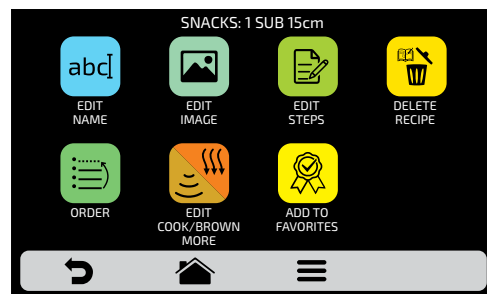 SNACKS: 1 SUB 15cm
abc
EDIT
NAME
EDIT
IMAGE
EDIT
STEPS
DELETE
RECIPE
ORDER
EDIT
COOK/BROWN
MORE
ADD TO
FAVORITES